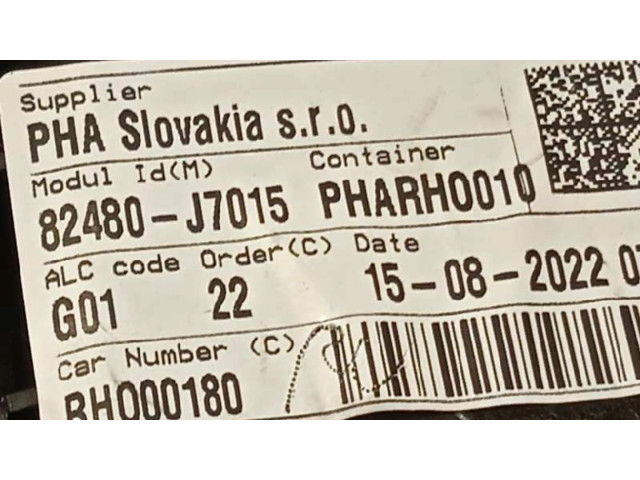 Supplier
PHA Slovakia s.r.o.
Modul Id(M) Container
82480-J7015 PHARH0010
ALC code Order(C) Date
G01 22 15-08-2022
Car Number (C)
RH000180